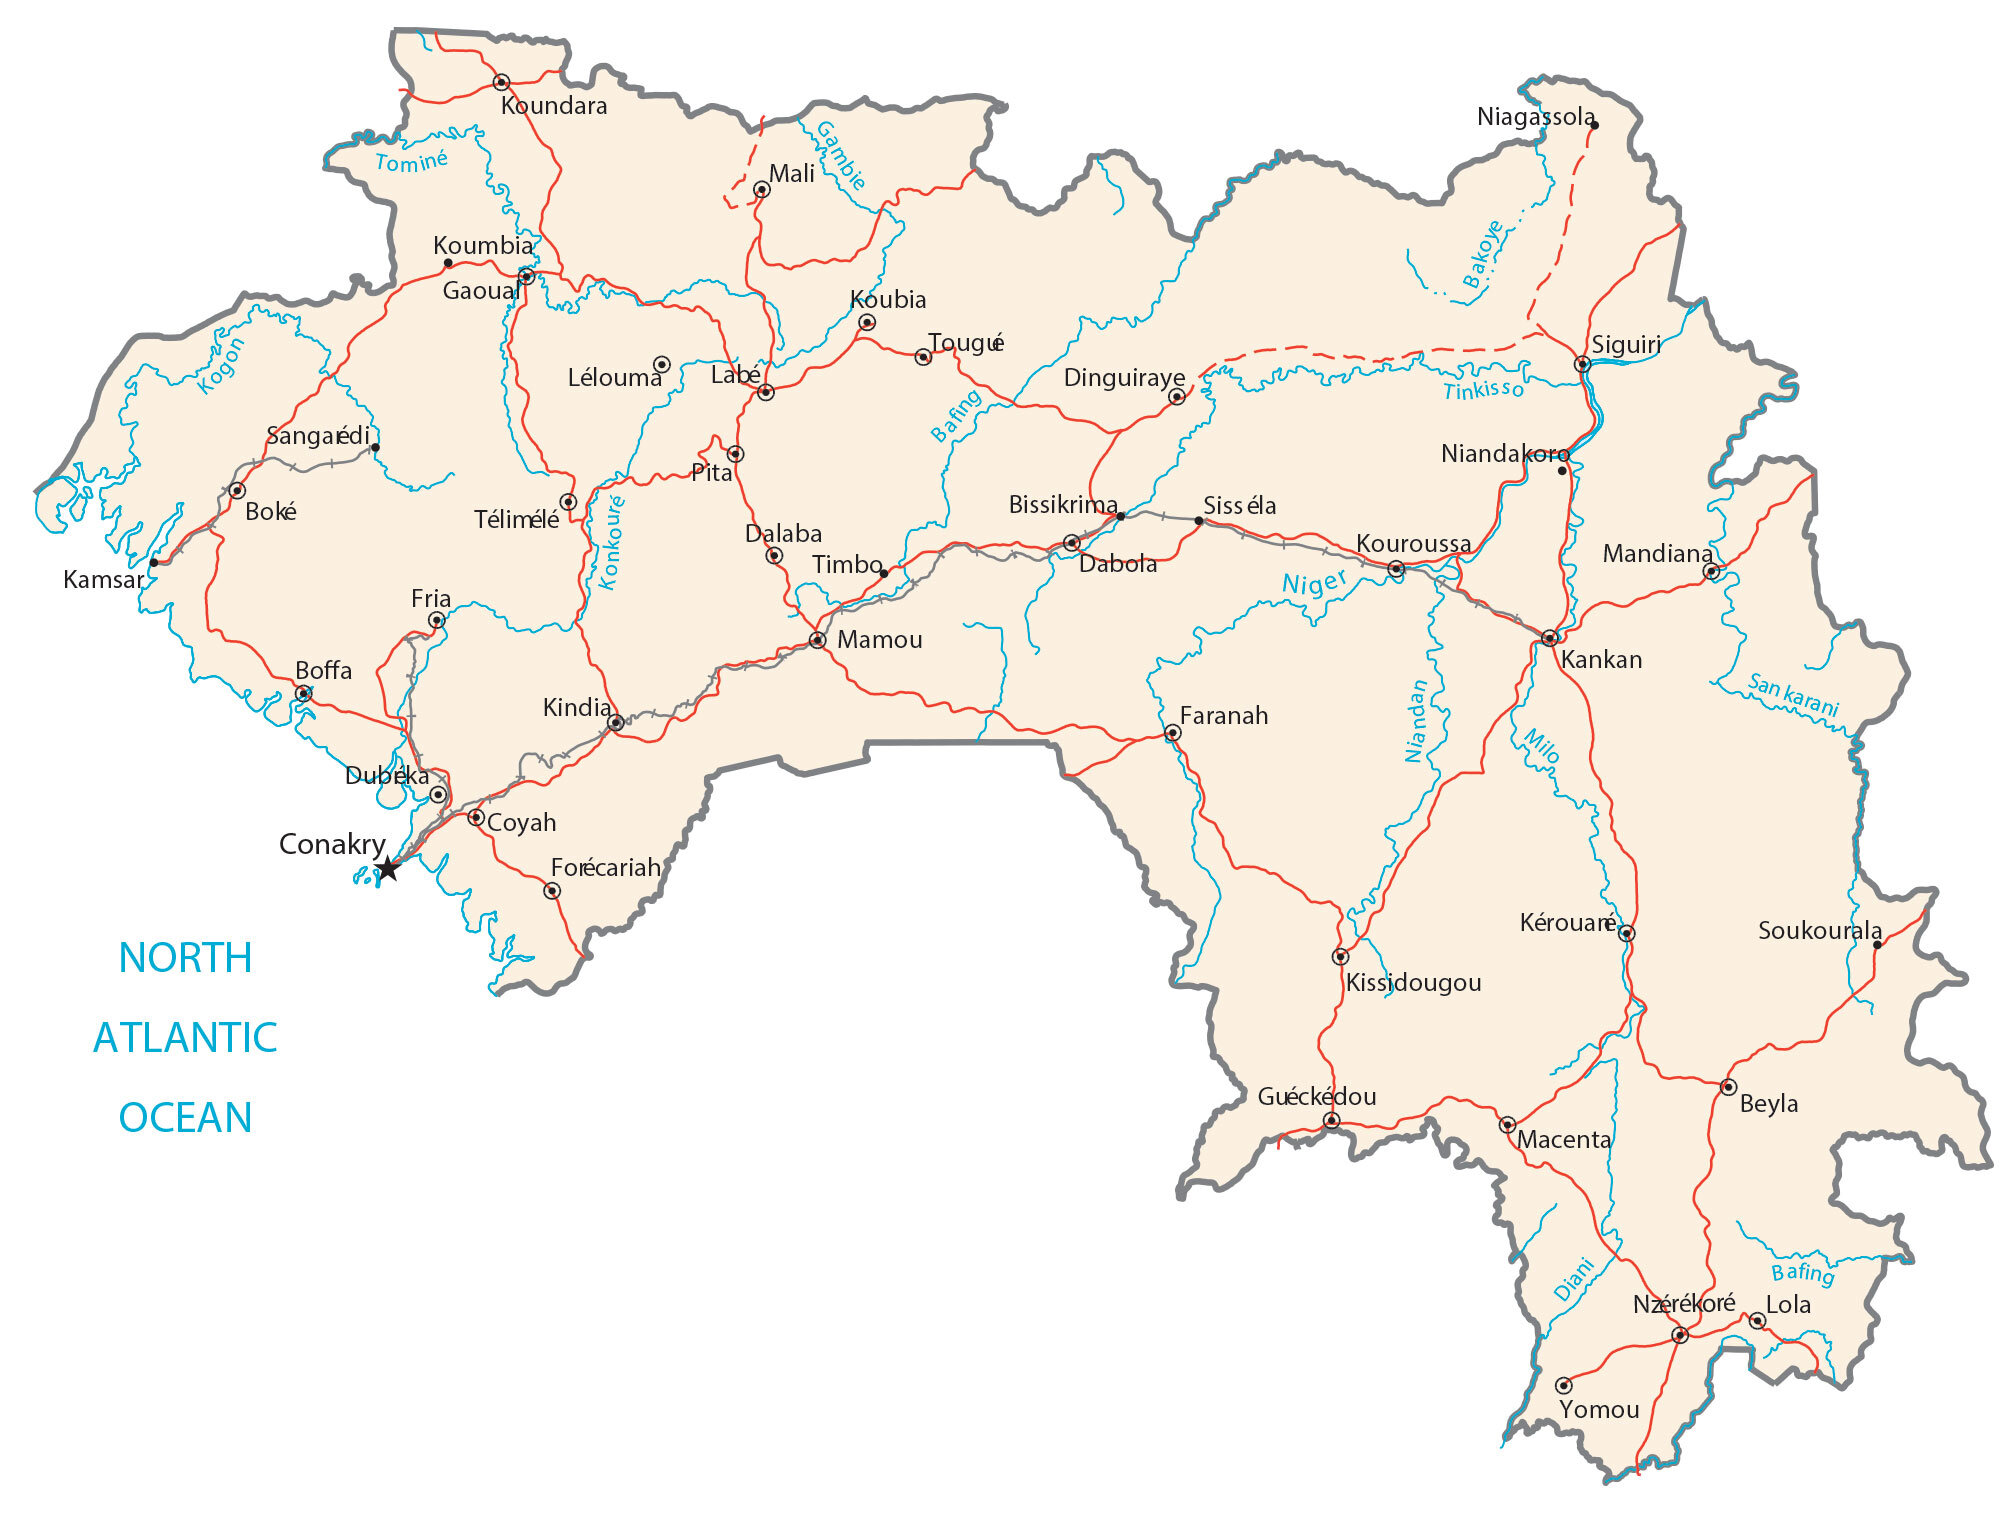 Koundara
Niagassola
Tominé
Gambie
Mali
Koumbia
Bakoye
Gaoual
Koubia
Kogon
Tougué
Siguiri
Lélouma
Labé
Dinguiraye
Tinkisso
Bafing
Sangarédi
Niandakoro
Pita
Boké
Télimélé
Bissikrima
Sisséla
Konkouré
Dalaba
Kouroussa
Mandiana
Timbo
Dabola
Kamsar
Niger
Fria
Mamou
Kankan
Boffa
Sankarani
Kindia
Faranah
Niandan
Milo
Dubréka
Coyah
Conakry
Forécariah
Kérouané
Soukourala
NORTH
ATLANTIC
OCEAN
Kissidougou
Guéckédou
Beyla
Macenta
Diani
Bafing
Nzérékoré
Lola
Yomou